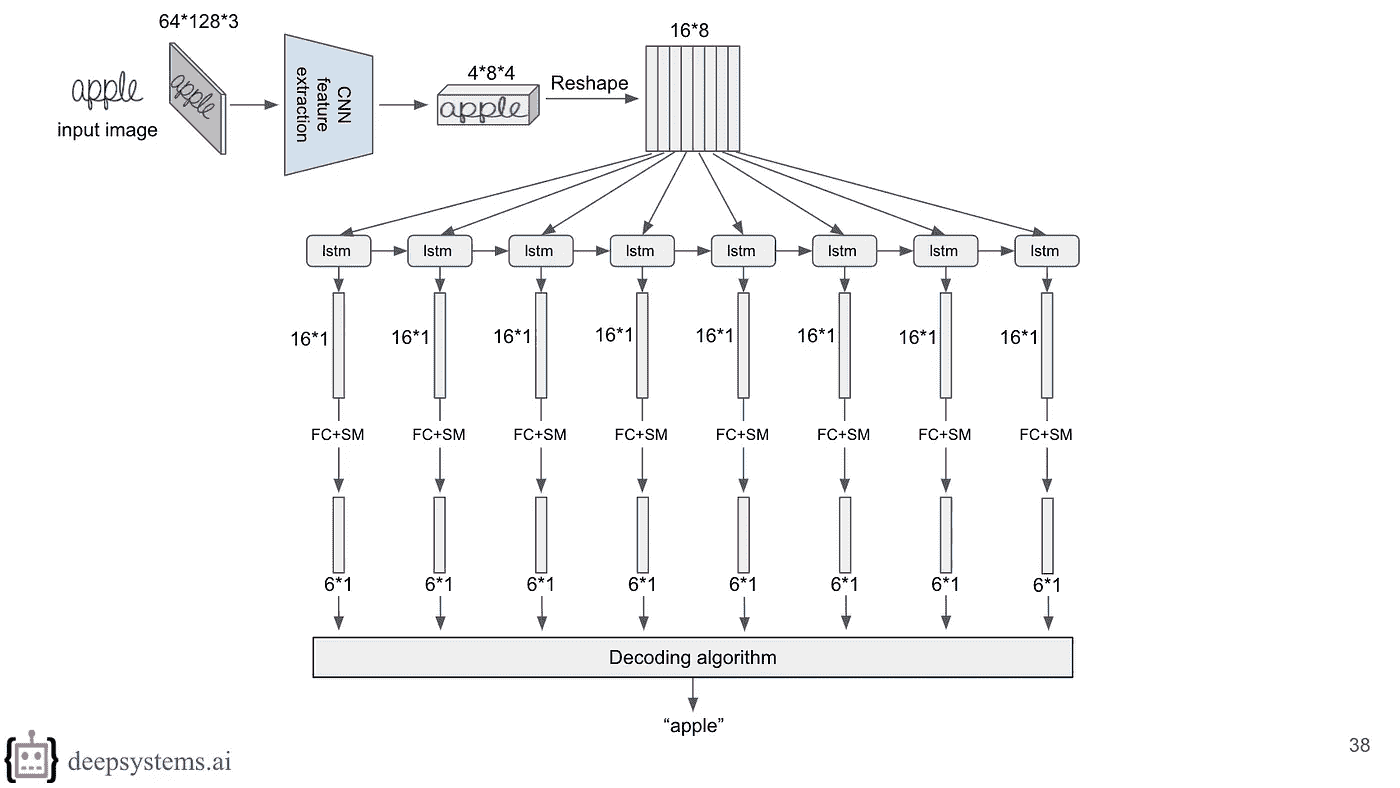 64*128*3
apple
input image
apple
CNN
feature
extraction
4*8*4
apple
Reshape
16*8
lstm lstm lstm lstm lstm lstm lstm lstm
16*1 16*1 16*1 16*1 16*1 16*1 16*1 16*1
FC+SM FC+SM FC+SM FC+SM FC+SM FC+SM FC+SM FC+SM
6*1 6*1 6*1 6*1 6*1 6*1 6*1 6*1
Decoding algorithm
“apple”
deepsystems.ai
38